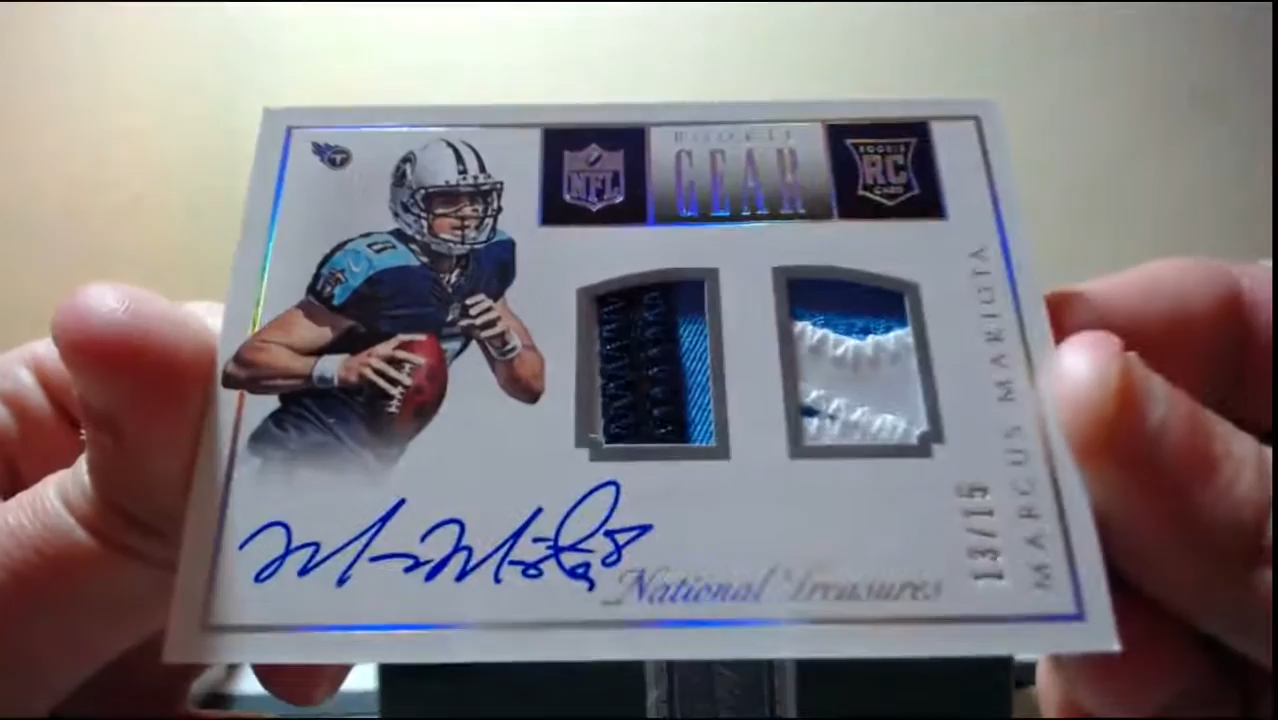 NFL
ROOKIE
GEAR
ROOKIE
RC
CARD
T
MARCUS MARIOTA
13/15
National Treasures